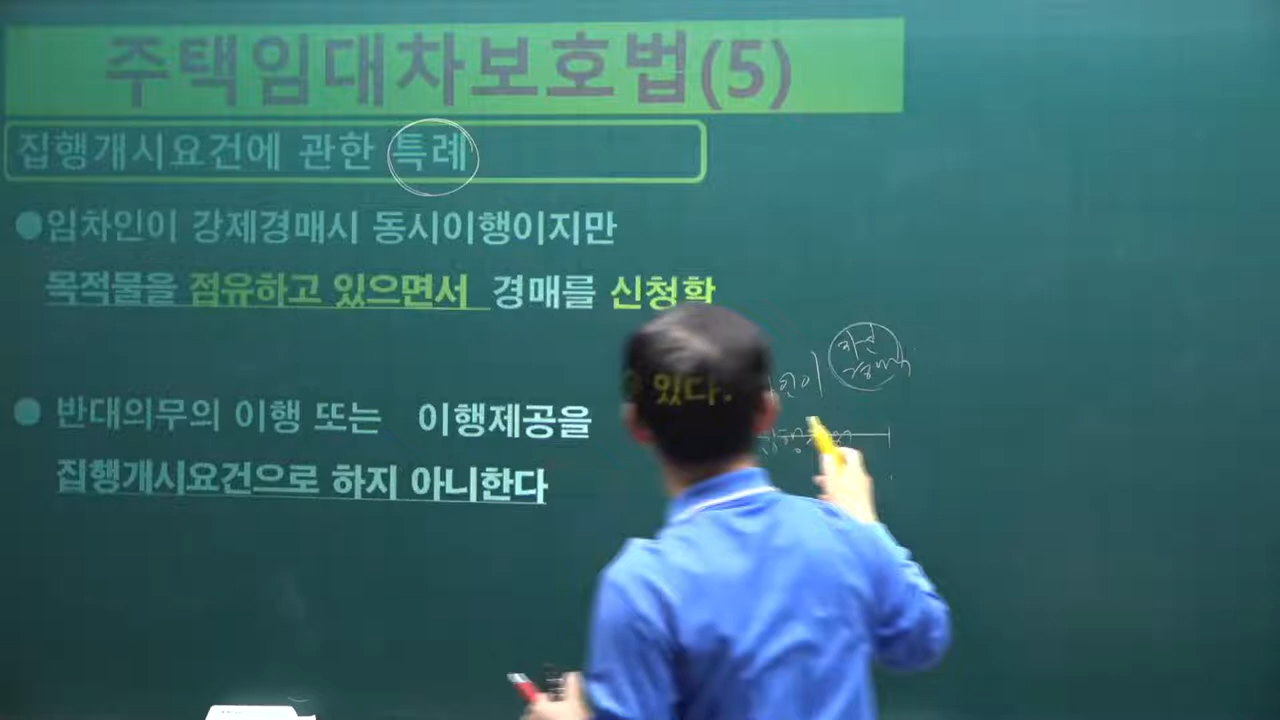 주택임대차보호법(5)
집행개시요건에 관한 특례
●임차인이 강제경매시 동시이행이지만
목적물을 점유하고 있으면서 경매를 신청할
있다.
● 반대의무의 이행 또는 이행제공을
집행개시요건으로 하지 아니한다